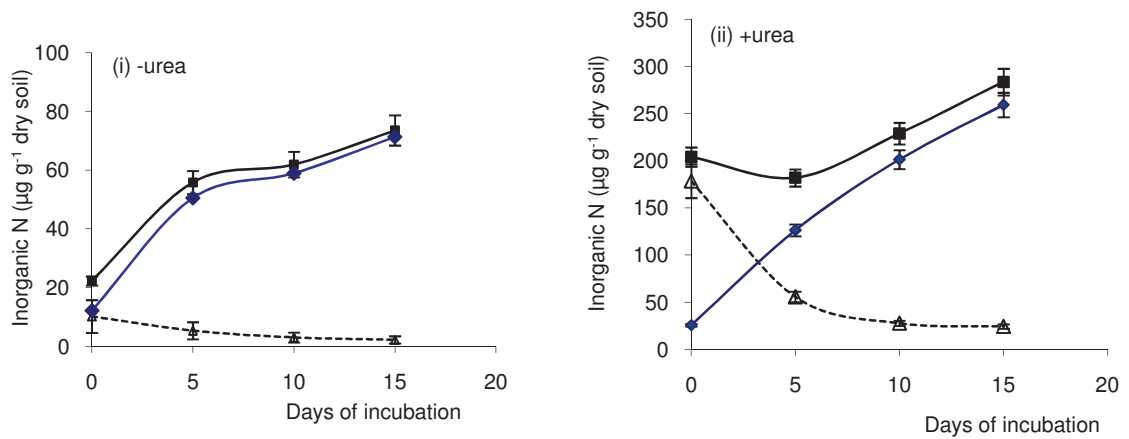 (i) -urea
Inorganic N (µg g⁻¹ dry soil)
100
80
60
40
20
0
0 5 10 15 20
Days of incubation
(ii) +urea
Inorganic N (µg g⁻¹ dry soil)
350
300
250
200
150
100
50
0
0 5 10 15 20
Days of incubation